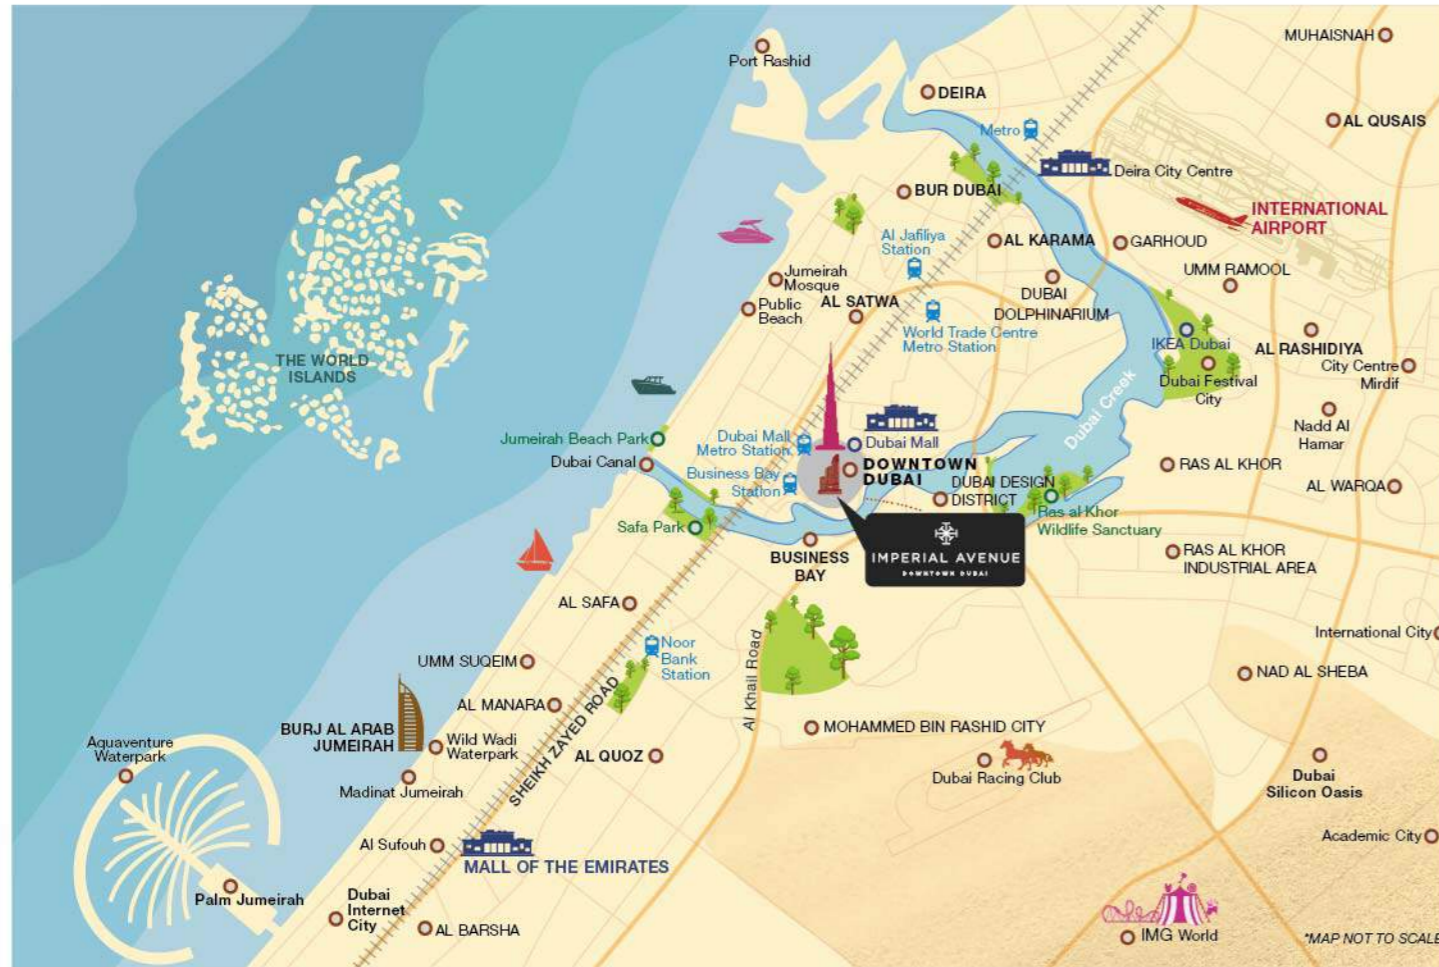 MUHAISNAH
Port Rashid
DEIRA
AL QUSAIS
Metro
Deira City Centre
BUR DUBAI
INTERNATIONAL
AIRPORT
Al Jafiliya
Station
AL KARAMA
GARHOUD
UMM RAMOOL
Jumeirah
Mosque
Public
Beach
AL SATWA
DUBAI
DOLPHINARIUM
World Trade Centre
Metro Station
IKEA Dubai
AL RASHIDIYA
City Centre
Mirdif
THE WORLD
ISLANDS
Dubai Festival
City
Dubai Creek
Nadd Al
Hamar
Jumeirah Beach Park
Dubai Mall
Metro Station
Dubai Mall
Dubai Canal
Business Bay
Station
DOWNTOWN
DUBAI
DUBAI DESIGN
DISTRICT
RAS AL KHOR
AL WARQA
Safa Park
Ras al Khor
Wildlife Sanctuary
IMPERIAL AVENUE
DOWNTOWN DUBAI
BUSINESS
BAY
RAS AL KHOR
INDUSTRIAL AREA
AL SAFA
International City
Noor
Bank
Station
Al Khail Road
UMM SUQEIM
NAD AL SHEBA
AL MANARA
SHEIKH ZAYED ROAD
BURJ AL ARAB
JUMEIRAH
Wild Wadi
Waterpark
MOHAMMED BIN RASHID CITY
Aquaventure
Waterpark
AL QUOZ
Dubai Racing Club
Dubai
Silicon Oasis
Madinat Jumeirah
Al Sufouh
Academic City
MALL OF THE EMIRATES
Palm Jumeirah
Dubai
Internet
City
AL BARSHA
IMG World
*MAP NOT TO SCALE